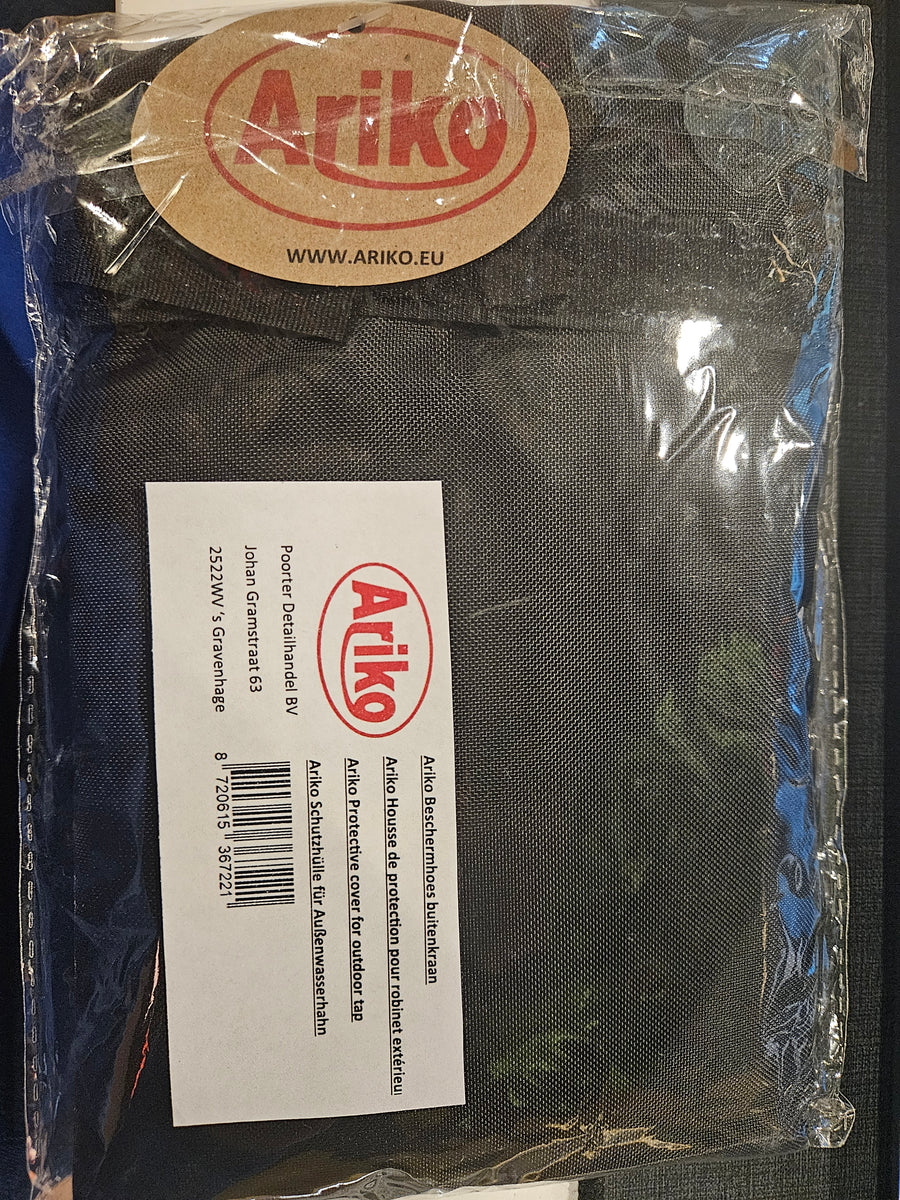 Ariko
WWW.ARIKO.EU
Ariko
Poorter Detailhandel BV
Johan Gramstraat 63
2522WV 's Gravenhage
Ariko Beschermhoes buitenkraan
Ariko Housse de protection pour robinet extérieu
Ariko Protective cover for outdoor tap
Ariko Schutzhülle für Außenwasserhahn
8 720615 367221